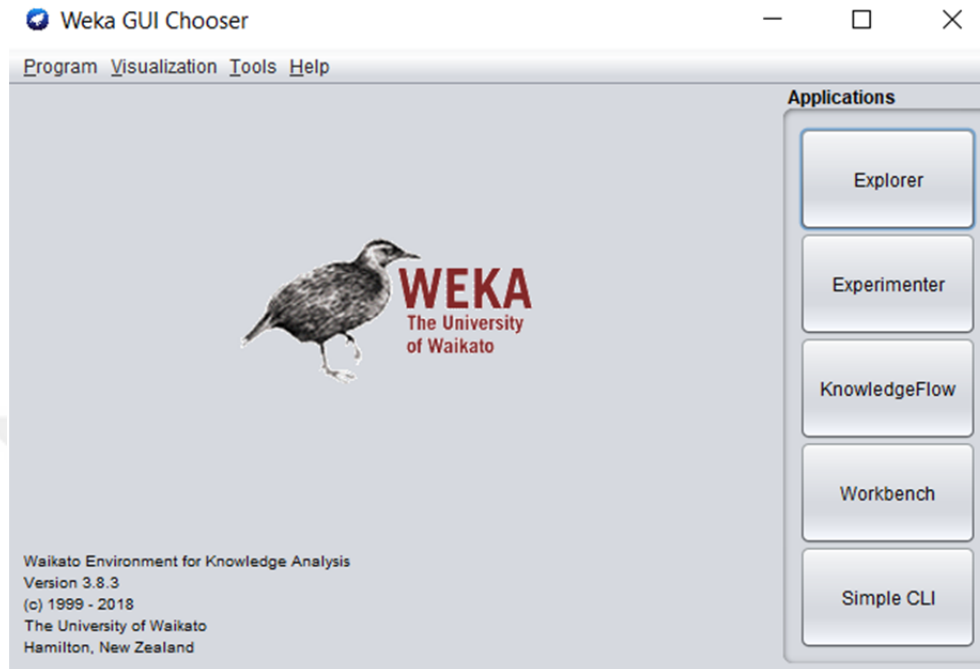 Weka GUI Chooser
Program Visualization Tools Help
Applications
Explorer
Experimenter
KnowledgeFlow
Workbench
Simple CLI
WEKA
The University
of Waikato
Waikato Environment for Knowledge Analysis
Version 3.8.3
(c) 1999 - 2018
The University of Waikato
Hamilton, New Zealand